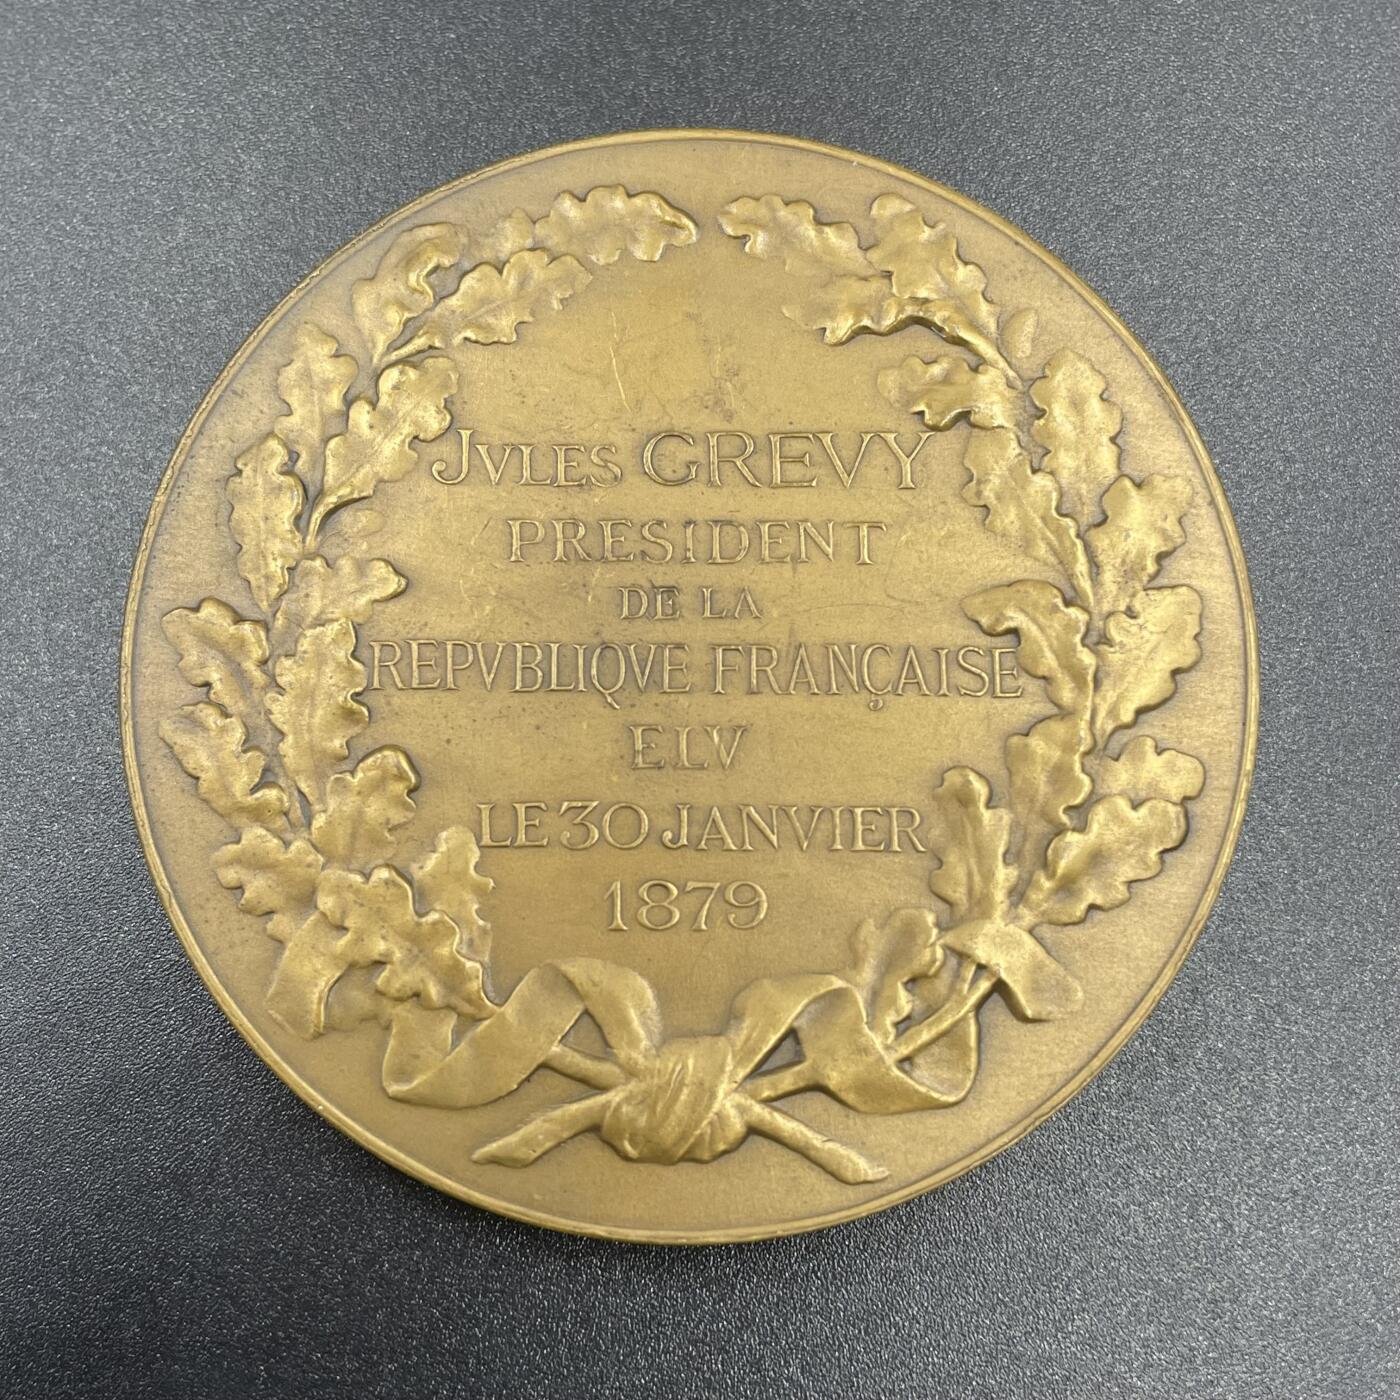 JVLES GREVY
PRESIDENT
DE LA
REPVBLIQVE FRANÇAISE
ELV
LE 30 JANVIER
1879